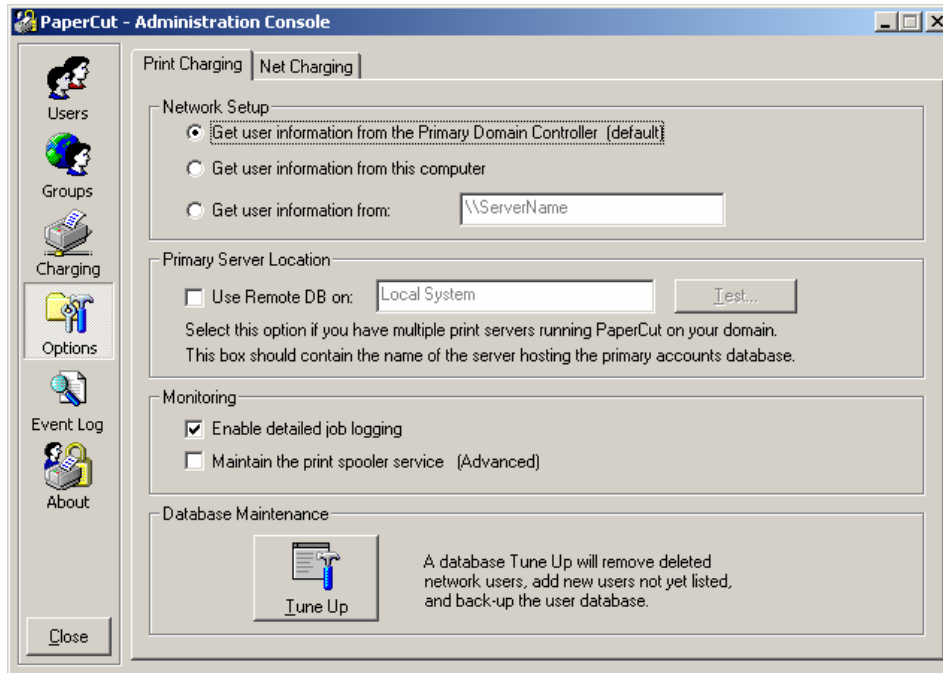 PaperCut - Administration Console
Users
Groups
Charging
Options
Event Log
About
Close
Print Charging
Net Charging
Network Setup
Get user information from the Primary Domain Controller (default)
Get user information from this computer
Get user information from:
\\ServerName
Primary Server Location
Use Remote DB on:
Local System
Test...
Select this option if you have multiple print servers running PaperCut on your domain.
This box should contain the name of the server hosting the primary accounts database.
Monitoring
Enable detailed job logging
Maintain the print spooler service (Advanced)
Database Maintenance
Tune Up
A database Tune Up will remove deleted
network users, add new users not yet listed,
and back-up the user database.